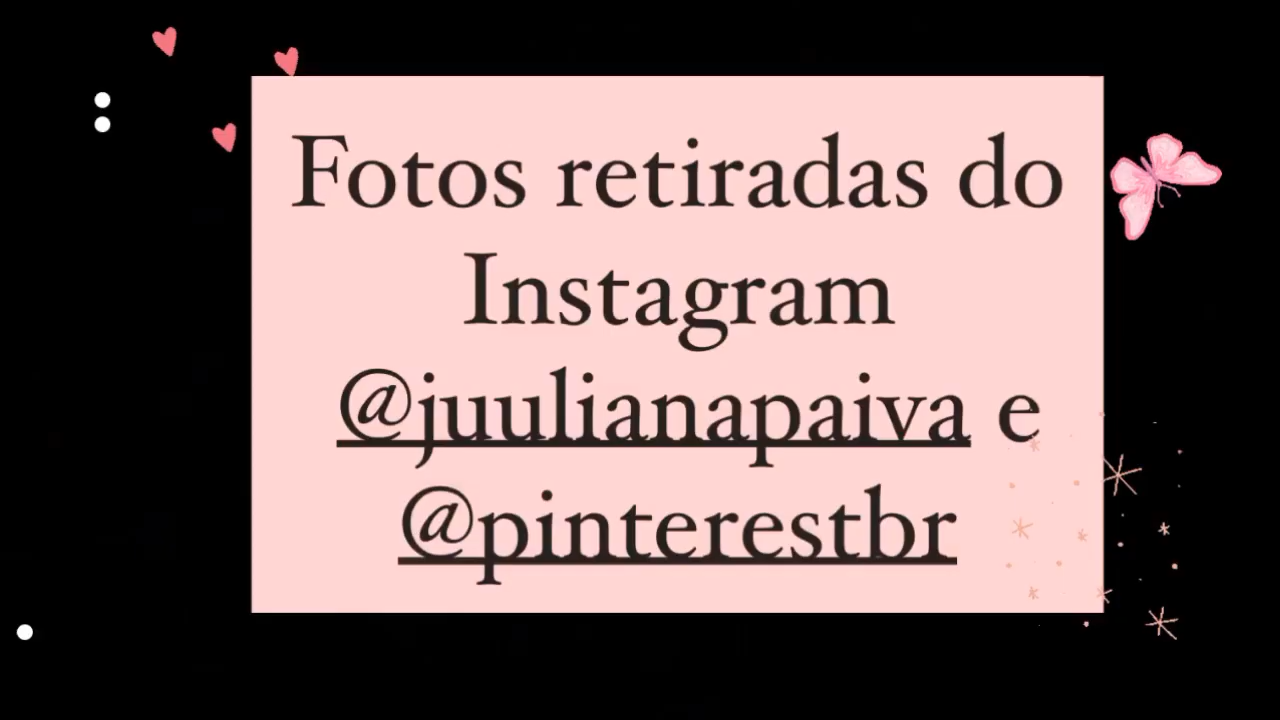 Fotos retiradas do
Instagram
@juulianapaiva e
@pinterestbr